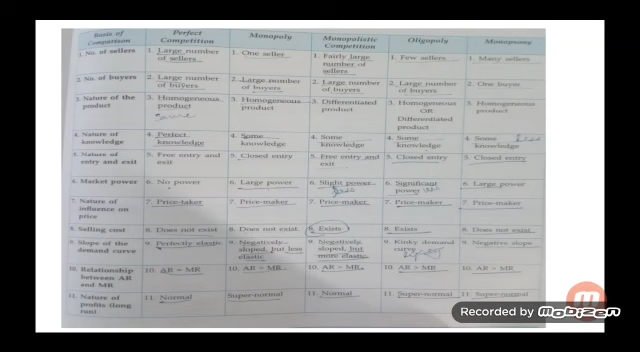 Basis of Comparison | Perfect Competition | Monopoly | Monopolistic Competition | Oligopoly | Monopsony
1. No. of sellers | 1. Large number of sellers | 1. One seller | 1. Fairly large number of sellers | 1. Few sellers | 1. Many sellers
2. No. of buyers | 2. Large number of buyers | 2. Large number of buyers | 2. Large number of buyers | 2. Large number of buyers | 2. One buyer
3. Nature of the product | 3. Homogeneous product | 3. Homogeneous product | 3. Differentiated product | 3. Homogeneous OR Differentiated product | 3. Homogeneous product
Same
4. Nature of knowledge | 4. Perfect knowledge | 4. Some knowledge | 4. Some knowledge | 4. Some knowledge | 4. Some knowledge
5. Nature of entry and exit | 5. Free entry and exit | 5. Closed entry | 5. Free entry and exit | 5. Closed entry | 5. Closed entry
6. Market power | 6. No power | 6. Large power | 6. Slight power | 6. Significant power | 6. Large power
7. Nature of influence on price | 7. Price-taker | 7. Price-maker | 7. Price-maker | 7. Price-maker | 7. Price-maker
8. Selling cost | 8. Does not exist | 8. Does not exist | 8. Exists | 8. Exists | 8. Does not exist
9. Slope of the demand curve | 9. Perfectly elastic | 9. Negatively sloped, but less elastic | 9. Negatively sloped, but more elastic | 9. Kinky demand curve | 9. Negative slope
10. Relationship between AR and MR | 10. AR = MR | 10. AR > MR | 10. AR > MR | 10. AR > MR | 10. AR > MR
11. Nature of profits (long run) | 11. Normal | Super-normal | 11. Normal | 11. Super-normal | 11. Super-normal
Recorded by MOBIZEN